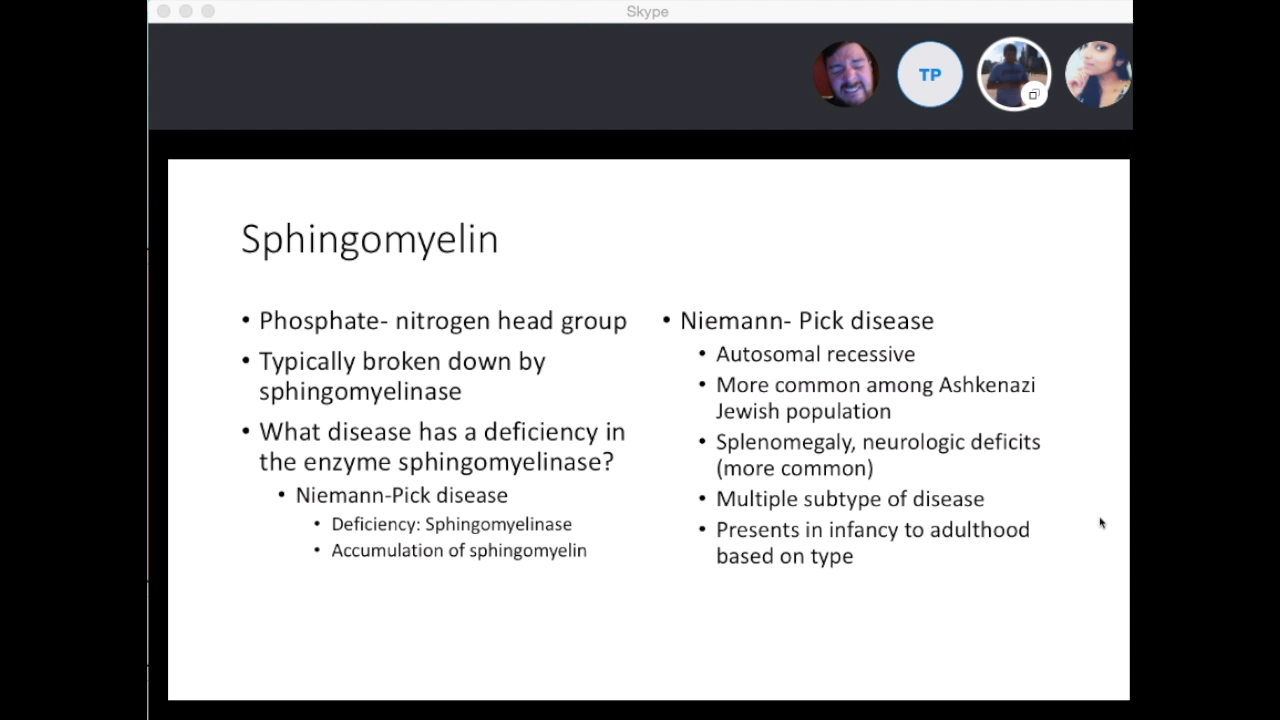 Skype
TP
Sphingomyelin
• Phosphate- nitrogen head group
• Typically broken down by
sphingomyelinase
• What disease has a deficiency in
the enzyme sphingomyelinase?
• Niemann-Pick disease
• Deficiency: Sphingomyelinase
• Accumulation of sphingomyelin
• Niemann- Pick disease
• Autosomal recessive
• More common among Ashkenazi
Jewish population
• Splenomegaly, neurologic deficits
(more common)
• Multiple subtype of disease
• Presents in infancy to adulthood
based on type